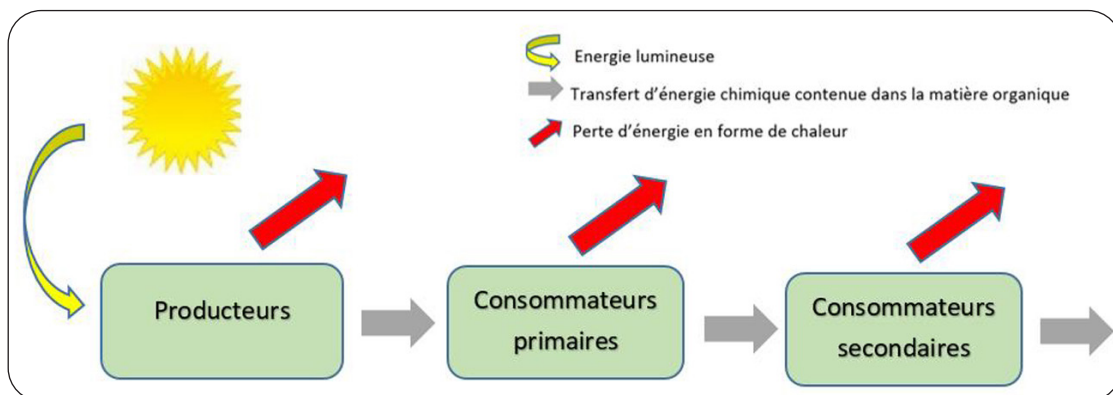 Energie lumineuse
Transfert d'énergie chimique contenue dans la matière organique
Perte d'énergie en forme de chaleur
Producteurs
Consommateurs
primaires
Consommateurs
secondaires